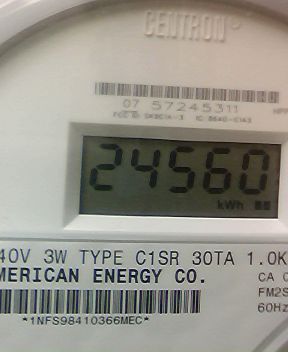 CENTRON®
07 57245311
24560
kWh
40V 3W TYPE C1SR 30TA 1.0K
MERICAN ENERGY CO.
CA 0
FM2S
60Hz
*1NFS98410366MEC*